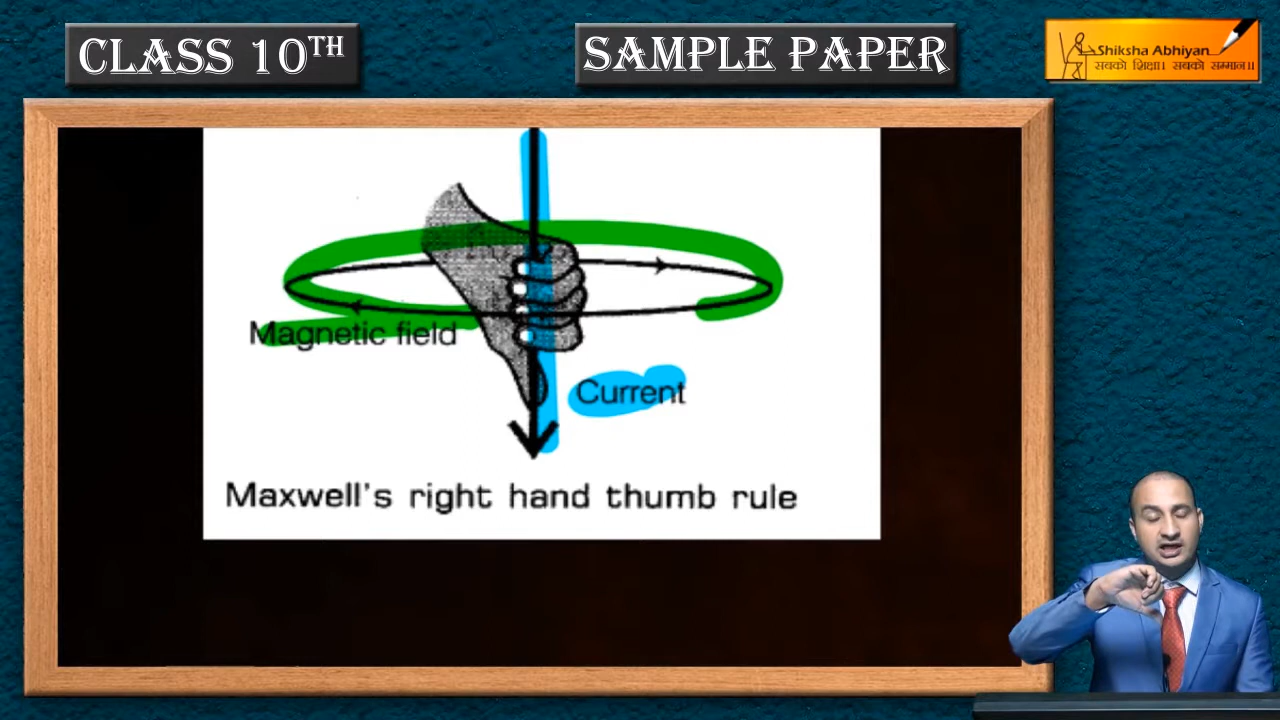 CLASS 10TH
SAMPLE PAPER
Shiksha Abhiyan
सबको शिक्षा। सबको सम्मान॥
Magnetic field
Current
Maxwell's right hand thumb rule